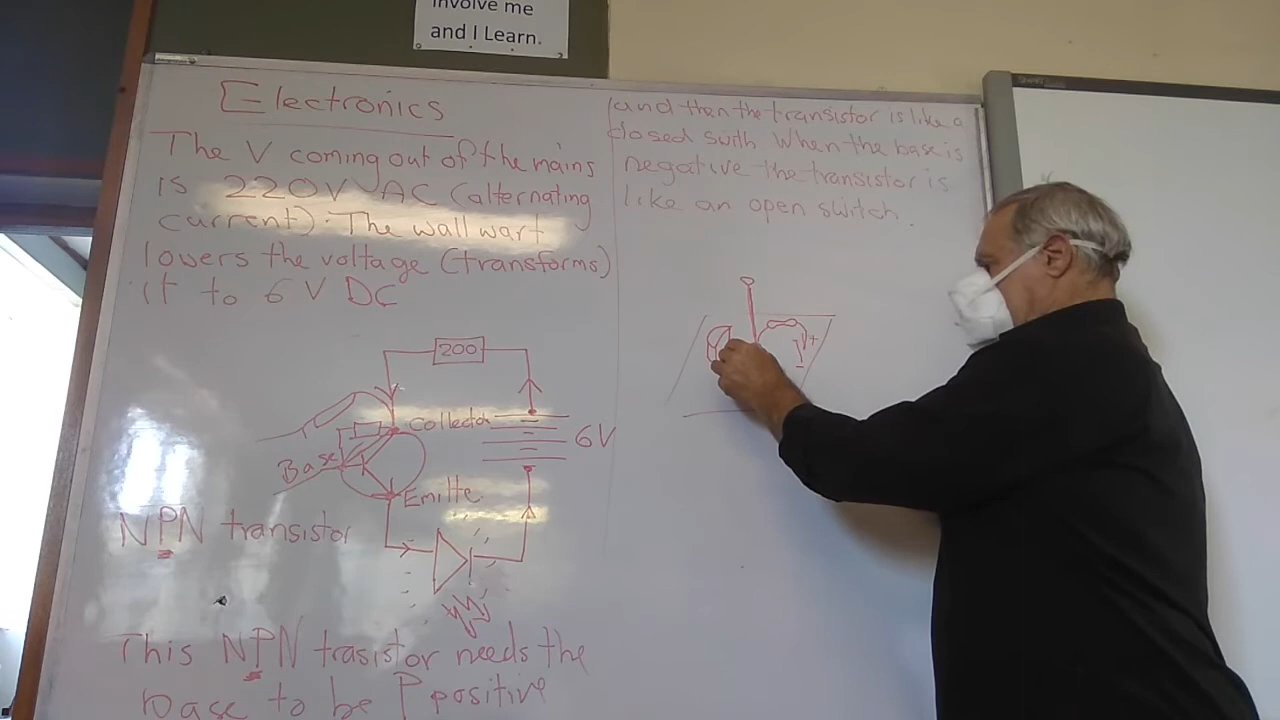 involve me
and I Learn.
Electronics
The V coming out of the mains
is 220V AC (alternating
current). The wall wart
lowers the voltage (transforms)
it to 6V DC
200
Collector
6V
Base
Emitte
NPN transistor
This NPN trasistor needs the
base to be P positive
and then the transistor is like a
closed swith When the base is
negative the transistor is
like an open switch.